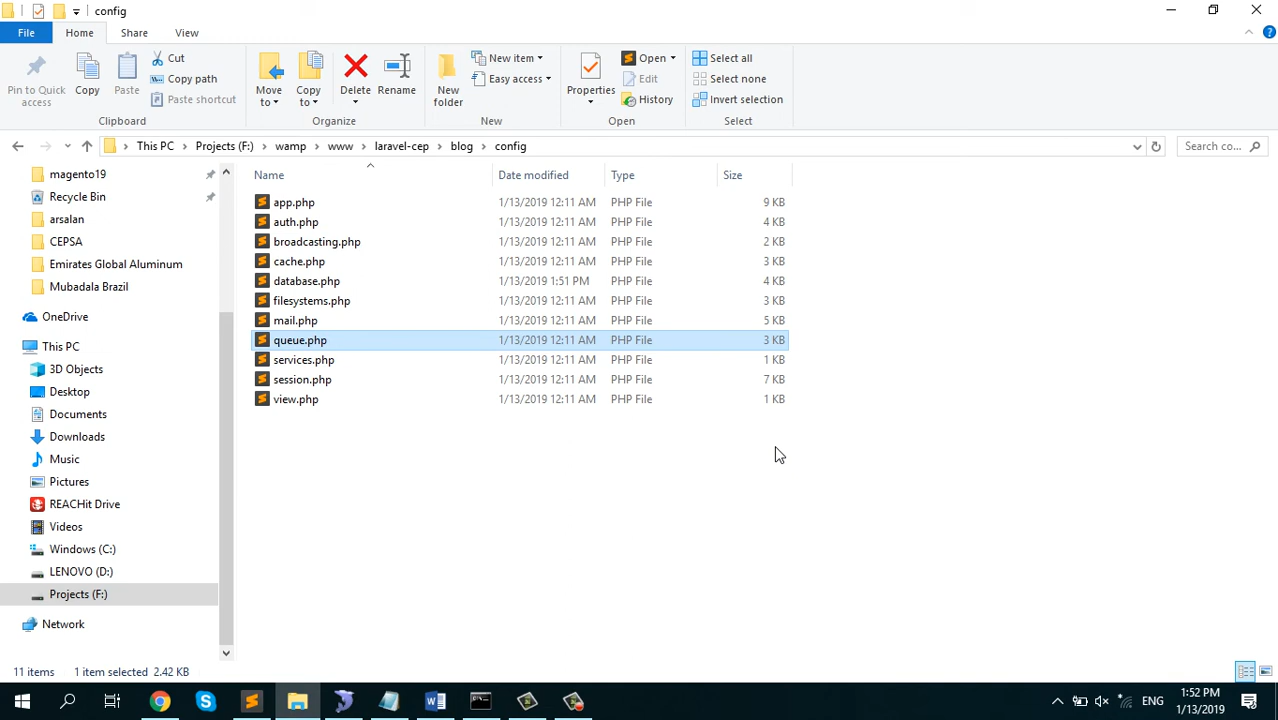 config
File Home Share View
Pin to Quick access
Copy
Paste
Cut
Copy path
Paste shortcut
Clipboard
Move to
Copy to
Delete
Rename
Organize
New folder
New item
Easy access
New
Properties
Open
Edit
History
Open
Select all
Select none
Invert selection
Select
This PC Projects (F:) wamp www laravel-cep blog config
Search co...
magento19
Recycle Bin
arsalan
CEPSA
Emirates Global Aluminum
Mubadala Brazil
OneDrive
This PC
3D Objects
Desktop
Documents
Downloads
Music
Pictures
REACHit Drive
Videos
Windows (C:)
LENOVO (D:)
Projects (F:)
Network
Name Date modified Type Size
app.php 1/13/2019 12:11 AM PHP File 9 KB
auth.php 1/13/2019 12:11 AM PHP File 4 KB
broadcasting.php 1/13/2019 12:11 AM PHP File 2 KB
cache.php 1/13/2019 12:11 AM PHP File 3 KB
database.php 1/13/2019 1:51 PM PHP File 4 KB
filesystems.php 1/13/2019 12:11 AM PHP File 3 KB
mail.php 1/13/2019 12:11 AM PHP File 5 KB
queue.php 1/13/2019 12:11 AM PHP File 3 KB
services.php 1/13/2019 12:11 AM PHP File 1 KB
session.php 1/13/2019 12:11 AM PHP File 7 KB
view.php 1/13/2019 12:11 AM PHP File 1 KB
11 items 1 item selected 2.42 KB
ENG
1:52 PM
1/13/2019